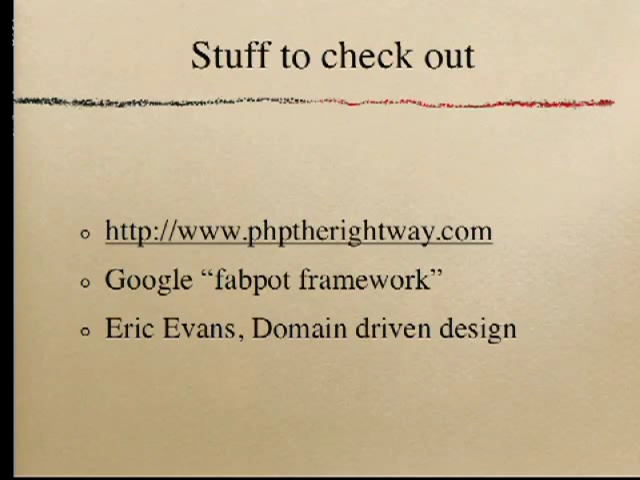 Stuff to check out
http://www.phptherightway.com
Google “fabpot framework”
Eric Evans, Domain driven design